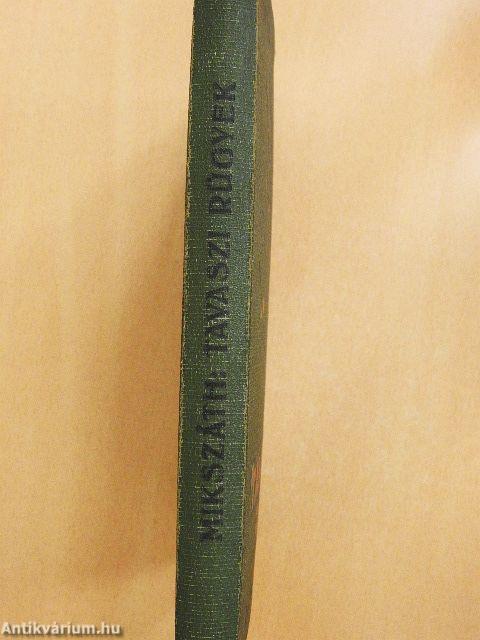 MIKSZÁTH: TAVASZI RÜGYEK
Antikvárium.hu